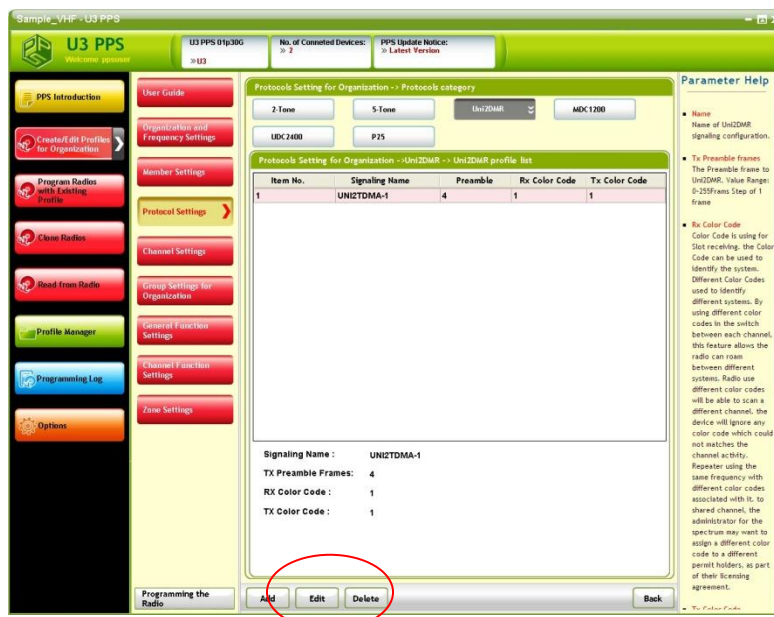 Sample_VHF - U3 PPS
U3 PPS
Welcome ppsuser
U3 PPS 01p30G
»U3
No. of Conneted Devices:
» 2
PPS Update Notice:
» Latest Version
PPS Introduction
Create/Edit Profiles
for Organization
Program Radios
with Existing
Profile
Clone Radios
Read from Radio
Profile Manager
Programming Log
Options
User Guide
Organization and
Frequency Settings
Member Settings
Protocol Settings
Channel Settings
Group Settings for
Organization
General Function
Settings
Channel Function
Settings
Zone Settings
Programming the
Radio
Protocols Setting for Organization -> Protocols category
2-Tone
5-Tone
Uni2DMR
MDC1200
UDC2400
P25
Protocols Setting for Organization ->Uni2DMR -> Uni2DMR profile list
Item No. Signaling Name Preamble Rx Color Code Tx Color Code
1 UNI2TDMA-1 4 1 1
Signaling Name : UNI2TDMA-1
TX Preamble Frames: 4
RX Color Code : 1
TX Color Code : 1
Add Edit Delete Back
Parameter Help
Name
Name of Uni2DMR
signaling configuration.
Tx Preamble frames
The Preamble frame to
Uni2DMR. Value Range:
0-255Frams Step of 1
frame
Rx Color Code
Color Code is using for
Slot receiving, the Color
Code can be used to
identify the system.
Different Color Codes
used to identify
different systems. By
using different color
codes in the switch
between each channel,
this feature allows the
radio can roam
between different
systems. Radio use
different color codes
will be able to scan a
different channel, the
device will ignore any
color code which could
not matches the
channel activity.
Repeater using the
same frequency with
different color codes
associated with it. to
shared channel, the
administrator for the
spectrum may want to
assign a different color
code to a different
permit holders, as part
of their licensing
agreement.
Tx Color Code